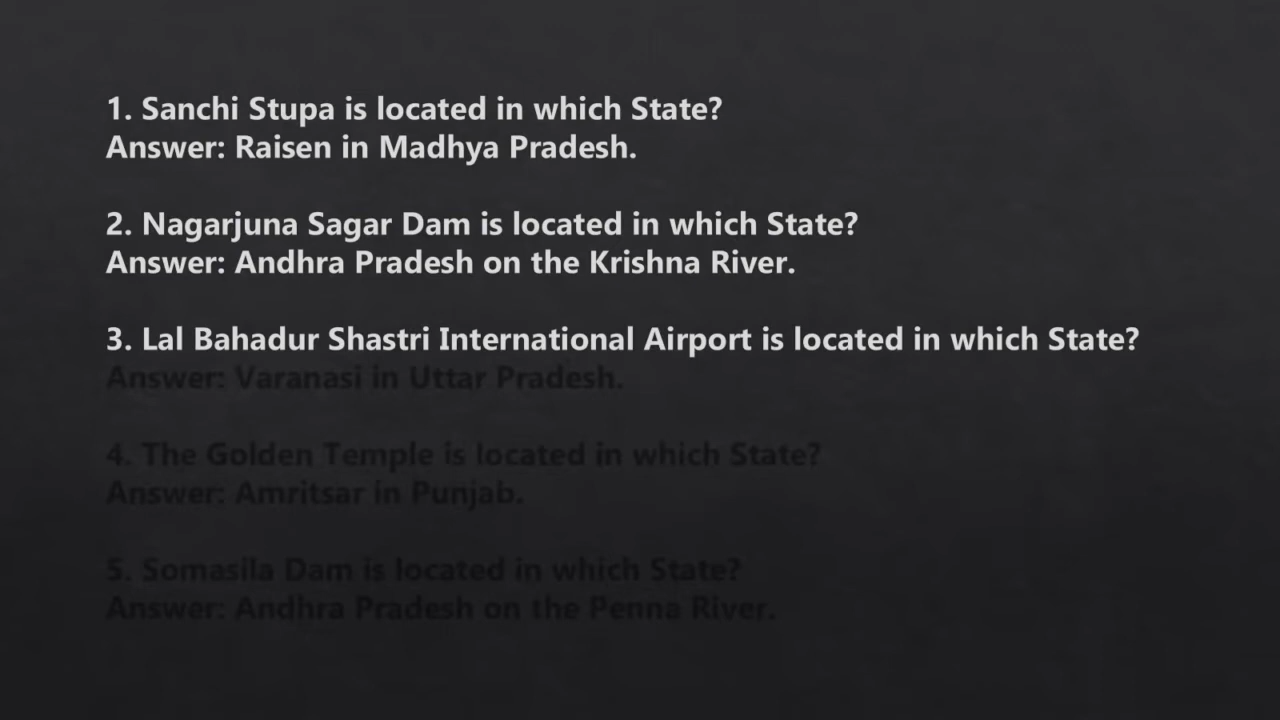 1. Sanchi Stupa is located in which State?
Answer: Raisen in Madhya Pradesh.
2. Nagarjuna Sagar Dam is located in which State?
Answer: Andhra Pradesh on the Krishna River.
3. Lal Bahadur Shastri International Airport is located in which State?
Answer: Varanasi in Uttar Pradesh.
4. The Golden Temple is located in which State?
Answer: Amritsar in Punjab.
5. Somasila Dam is located in which State?
Answer: Andhra Pradesh on the Penna River.